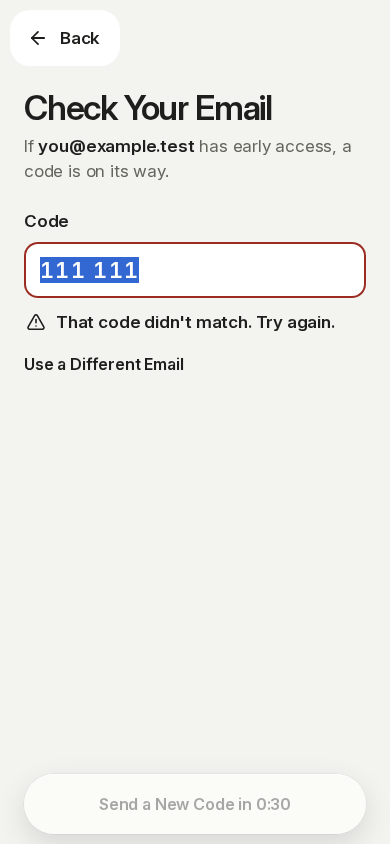 Back
Check Your Email
If you@example.test has early access, a
code is on its way.
Code
111 111
That code didn't match. Try again.
Use a Different Email
Send a New Code in 0:30